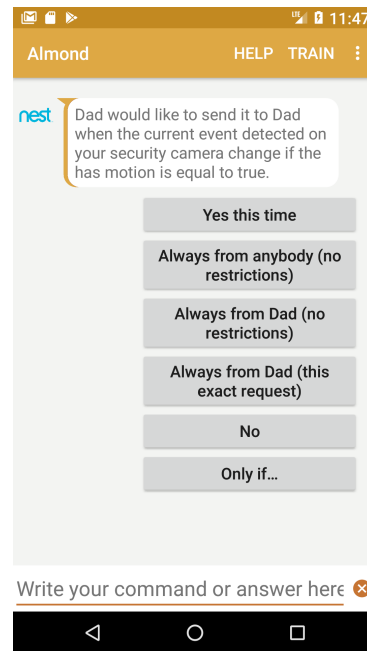 LTE 11:47
Almond HELP TRAIN
nest
Dad would like to send it to Dad
when the current event detected on
your security camera change if the
has motion is equal to true.
Yes this time
Always from anybody (no
restrictions)
Always from Dad (no
restrictions)
Always from Dad (this
exact request)
No
Only if...
Write your command or answer here